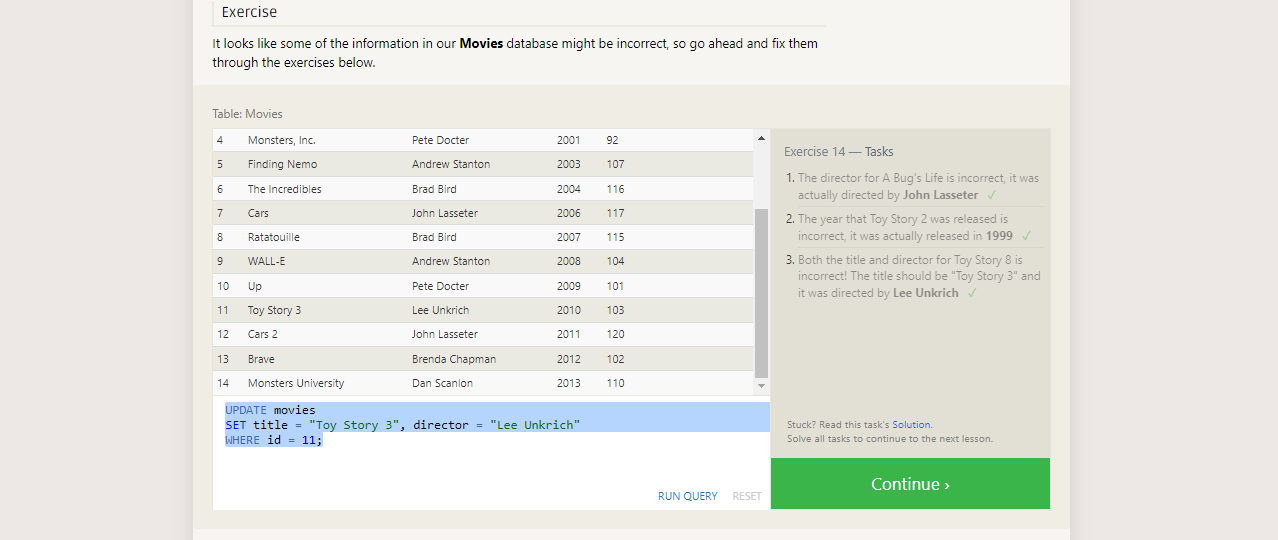 Exercise
It looks like some of the information in our Movies database might be incorrect, so go ahead and fix them
through the exercises below.
Table: Movies
4 Monsters, Inc. Pete Docter 2001 92
5 Finding Nemo Andrew Stanton 2003 107
6 The Incredibles Brad Bird 2004 116
7 Cars John Lasseter 2006 117
8 Ratatouille Brad Bird 2007 115
9 WALL-E Andrew Stanton 2008 104
10 Up Pete Docter 2009 101
11 Toy Story 3 Lee Unkrich 2010 103
12 Cars 2 John Lasseter 2011 120
13 Brave Brenda Chapman 2012 102
14 Monsters University Dan Scanlon 2013 110
UPDATE movies
SET title = "Toy Story 3", director = "Lee Unkrich"
WHERE id = 11;
RUN QUERY RESET
Exercise 14 — Tasks
1. The director for A Bug's Life is incorrect, it was
actually directed by John Lasseter ✓
2. The year that Toy Story 2 was released is
incorrect, it was actually released in 1999 ✓
3. Both the title and director for Toy Story 8 is
incorrect! The title should be "Toy Story 3" and
it was directed by Lee Unkrich ✓
Stuck? Read this task's Solution.
Solve all tasks to continue to the next lesson.
Continue ›